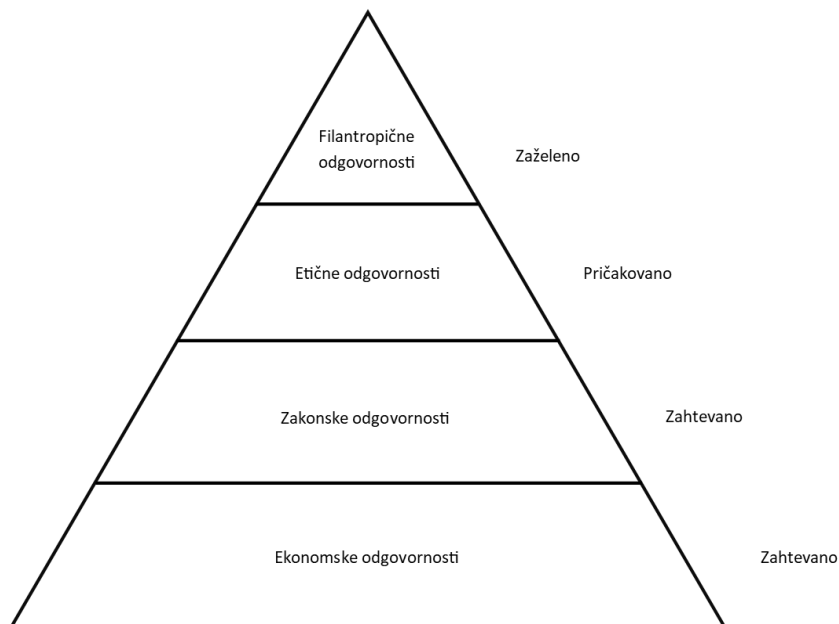 Filantropične
odgovornosti
Zaželeno
Etične odgovornosti
Pričakovano
Zakonske odgovornosti
Zahtevano
Ekonomske odgovornosti
Zahtevano